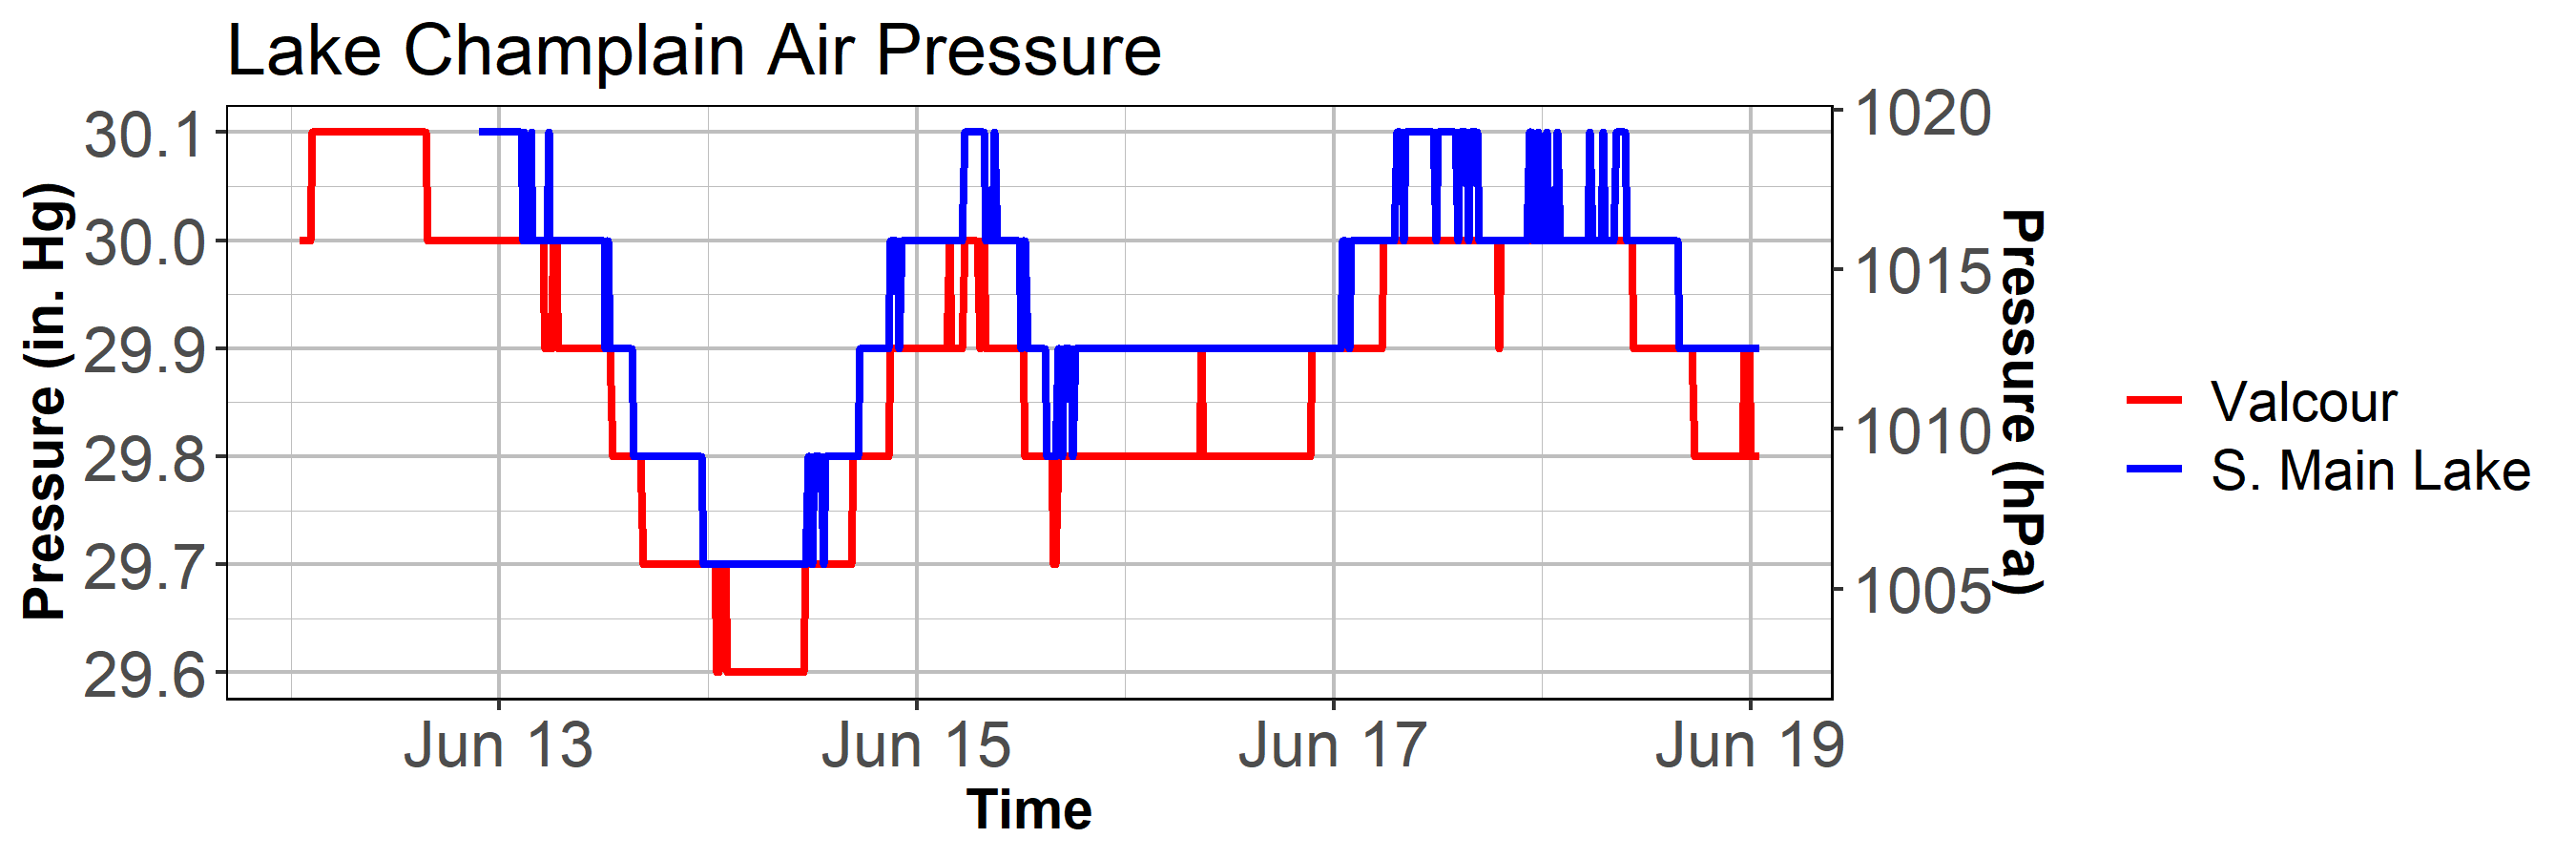 Lake Champlain Air Pressure
Pressure (in. Hg)
30.1
30.0
29.9
29.8
29.7
29.6
1020
1015
1010
1005
Pressure (hPa)
Jun 13 Jun 15 Jun 17 Jun 19
Time
Valcour
S. Main Lake